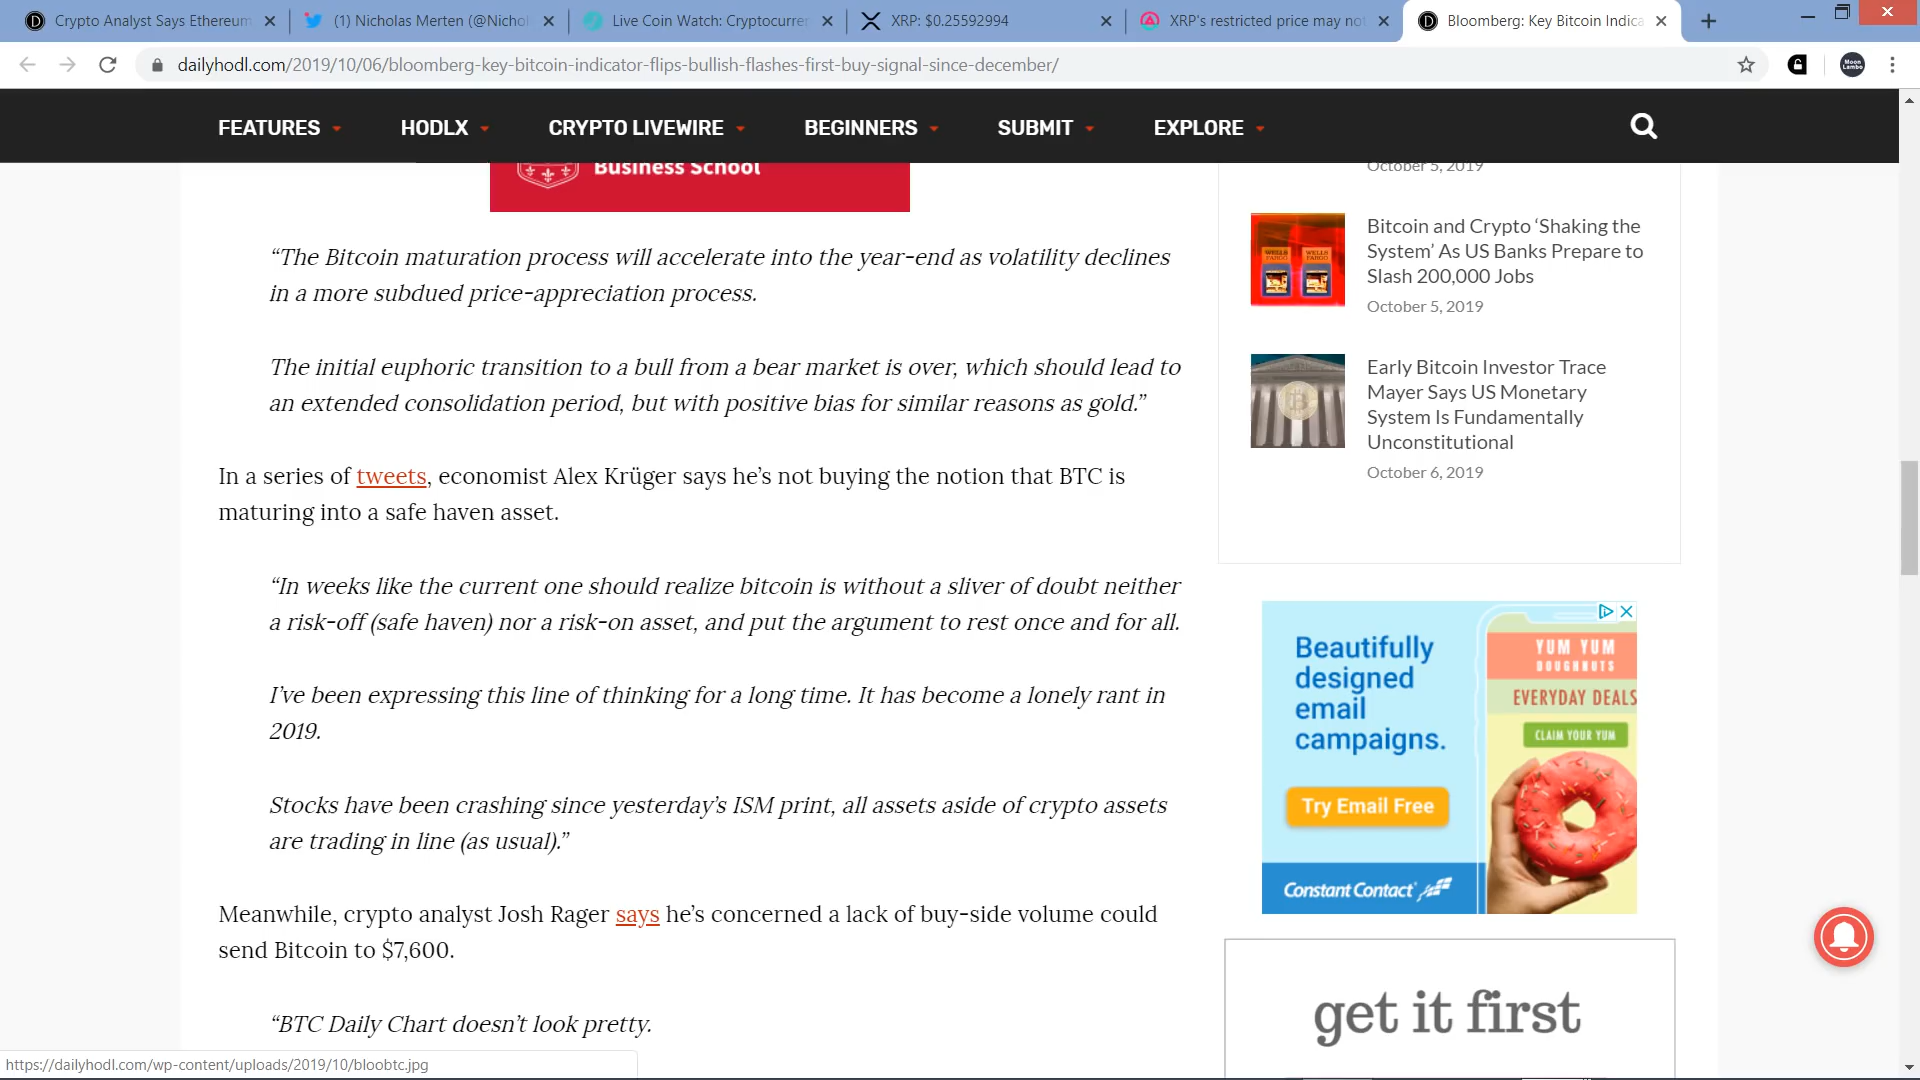 Crypto Analyst Says Ethereum
(1) Nicholas Merten (@Nichol
Live Coin Watch: Cryptocurre
XRP: $0.25592994
XRP's restricted price may not
Bloomberg: Key Bitcoin Indica
dailyhodl.com/2019/10/06/bloomberg-key-bitcoin-indicator-flips-bullish-flashes-first-buy-signal-since-december/
FEATURES
HODLX
CRYPTO LIVEWIRE
BEGINNERS
SUBMIT
EXPLORE
Business School
“The Bitcoin maturation process will accelerate into the year-end as volatility declines
in a more subdued price-appreciation process.
The initial euphoric transition to a bull from a bear market is over, which should lead to
an extended consolidation period, but with positive bias for similar reasons as gold.”
In a series of tweets, economist Alex Krüger says he’s not buying the notion that BTC is
maturing into a safe haven asset.
“In weeks like the current one should realize bitcoin is without a sliver of doubt neither
a risk-off (safe haven) nor a risk-on asset, and put the argument to rest once and for all.
I’ve been expressing this line of thinking for a long time. It has become a lonely rant in
2019.
Stocks have been crashing since yesterday’s ISM print, all assets aside of crypto assets
are trading in line (as usual).”
Meanwhile, crypto analyst Josh Rager says he’s concerned a lack of buy-side volume could
send Bitcoin to $7,600.
“BTC Daily Chart doesn’t look pretty.
October 5, 2019
WELLS FARGO
WELLS FARGO
Bitcoin and Crypto ‘Shaking the
System’ As US Banks Prepare to
Slash 200,000 Jobs
October 5, 2019
Early Bitcoin Investor Trace
Mayer Says US Monetary
System Is Fundamentally
Unconstitutional
October 6, 2019
Beautifully
designed
email
campaigns.
Try Email Free
Constant Contact
YUM YUM
DOUGHNUTS
EVERYDAY DEALS
CLAIM YOUR YUM
get it first
https://dailyhodl.com/wp-content/uploads/2019/10/bloobtc.jpg